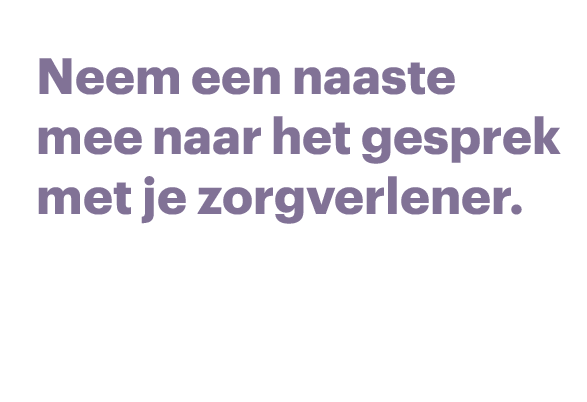 Neem een naaste
mee naar het gesprek
met je zorgverlener.